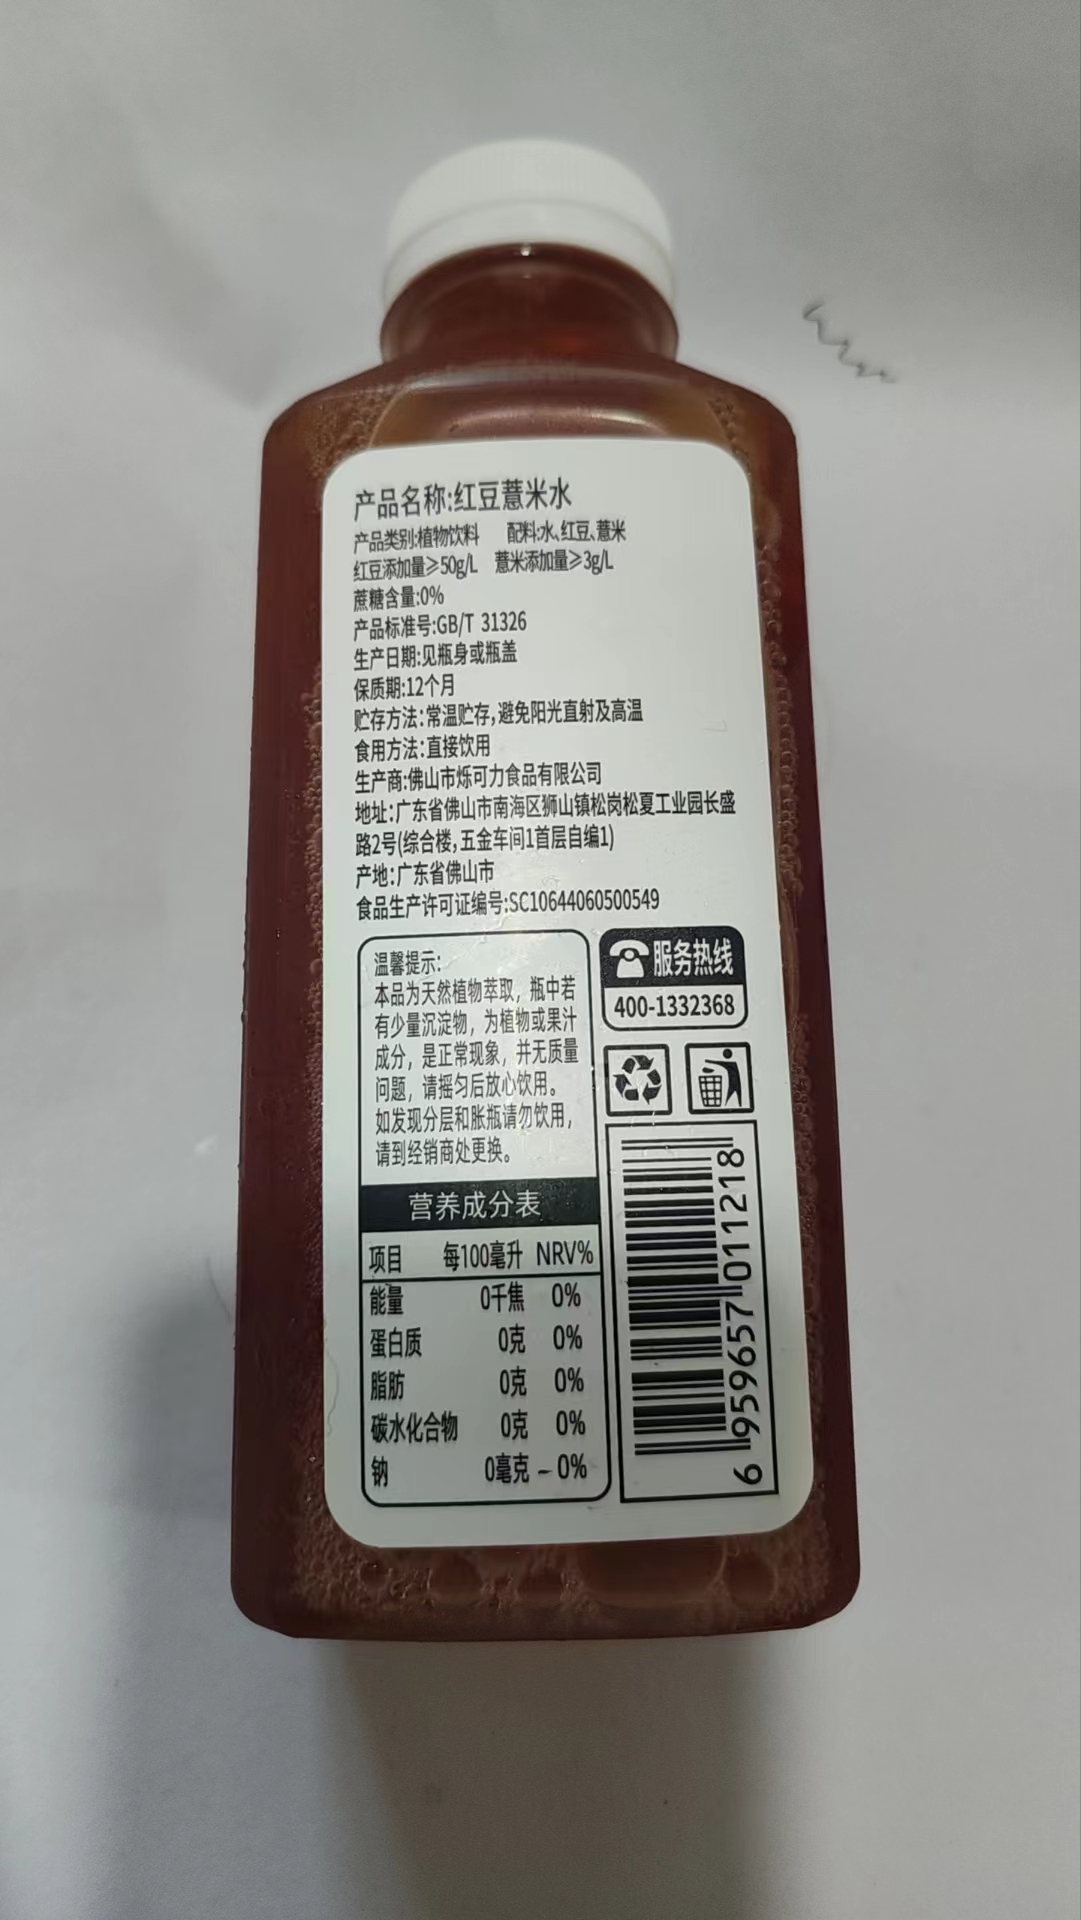 产品名称:红豆薏米水
产品类别:植物饮料 配料:水、红豆、薏米
红豆添加量≥50g/L 薏米添加量≥3g/L
蔗糖含量:0%
产品标准号:GB/T 31326
生产日期:见瓶身或瓶盖
保质期:12个月
贮存方法:常温贮存,避免阳光直射及高温
食用方法:直接饮用
生产商:佛山市烁可力食品有限公司
地址:广东省佛山市南海区狮山镇松岗松夏工业园长盛
路2号(综合楼,五金车间1首层自编1)
产地:广东省佛山市
食品生产许可证编号:SC10644060500549
温馨提示:
本品为天然植物萃取，瓶中若
有少量沉淀物，为植物或果汁
成分，是正常现象，并无质量
问题，请摇匀后放心饮用。
如发现分层和胀瓶请勿饮用，
请到经销商处更换。
服务热线
400-1332368
营养成分表
项目 每100毫升 NRV%
能量 0千焦 0%
蛋白质 0克 0%
脂肪 0克 0%
碳水化合物 0克 0%
钠 0毫克 0%
6 959657 011218